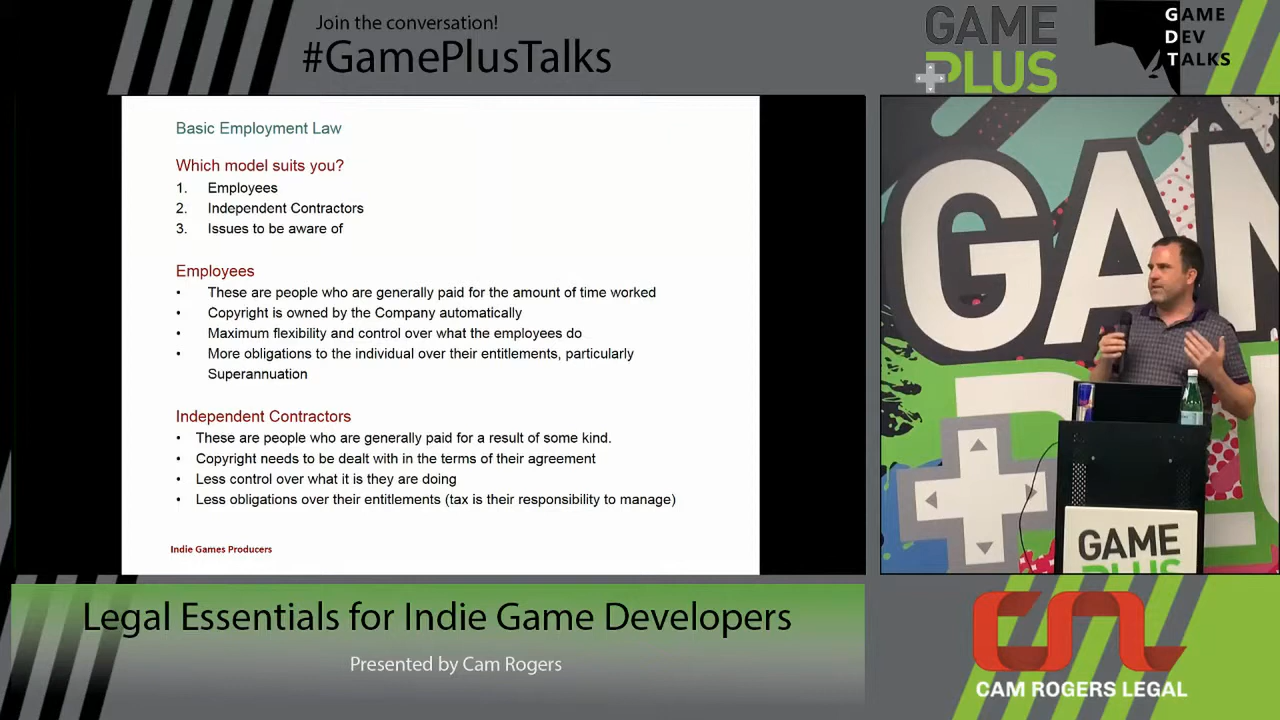 Join the conversation!
#GamePlusTalks
GAME
PLUS
GAME
DEV
TALKS
Basic Employment Law
Which model suits you?
1. Employees
2. Independent Contractors
3. Issues to be aware of
Employees
• These are people who are generally paid for the amount of time worked
• Copyright is owned by the Company automatically
• Maximum flexibility and control over what the employees do
• More obligations to the individual over their entitlements, particularly
Superannuation
Independent Contractors
• These are people who are generally paid for a result of some kind.
• Copyright needs to be dealt with in the terms of their agreement
• Less control over what it is they are doing
• Less obligations over their entitlements (tax is their responsibility to manage)
Indie Games Producers
GAM
GAME
PLUS
Legal Essentials for Indie Game Developers
Presented by Cam Rogers
CAM ROGERS LEGAL